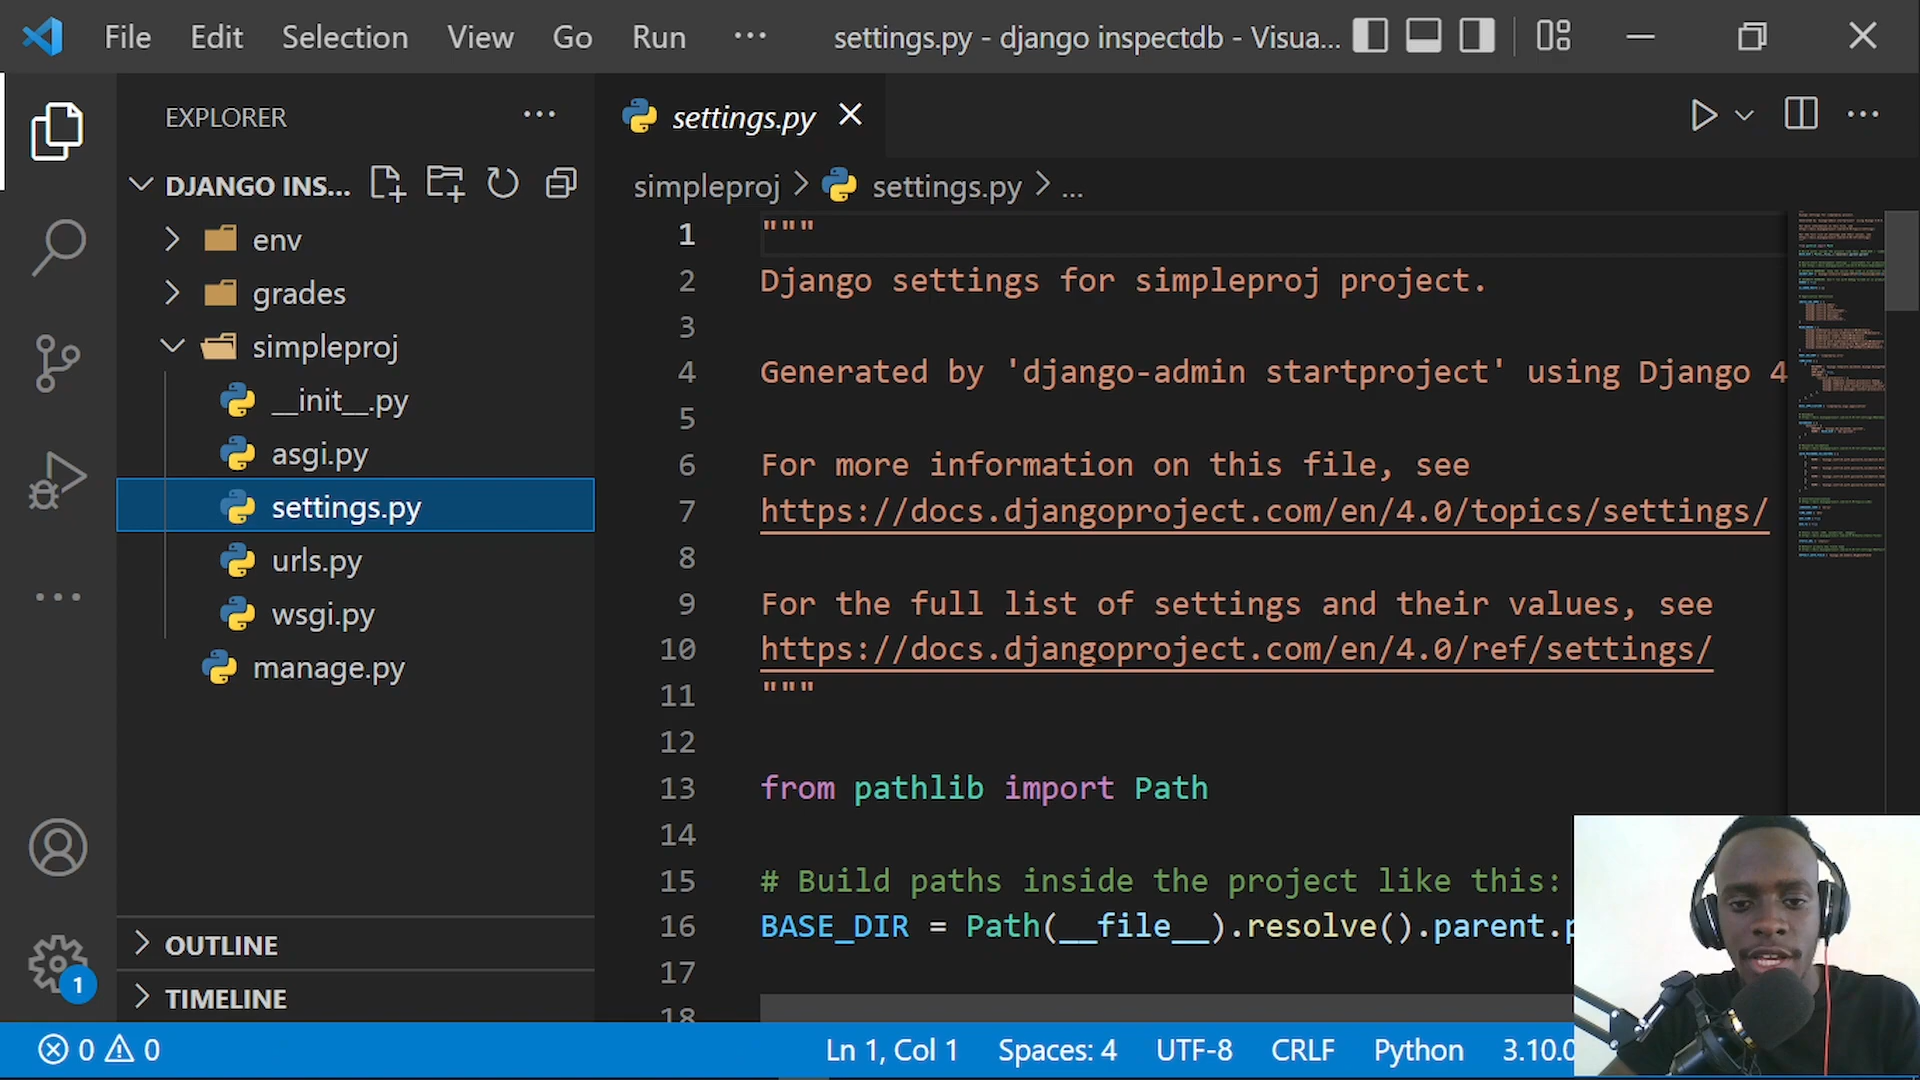 File Edit Selection View Go Run ... settings.py - django inspectdb - Visua...
EXPLORER
DJANGO INS...
env
grades
simpleproj
__init__.py
asgi.py
settings.py
urls.py
wsgi.py
manage.py
OUTLINE
TIMELINE
1
settings.py
simpleproj > settings.py > ...
1 """
2 Django settings for simpleproj project.
3
4 Generated by 'django-admin startproject' using Django 4
5
6 For more information on this file, see
7 https://docs.djangoproject.com/en/4.0/topics/settings/
8
9 For the full list of settings and their values, see
10 https://docs.djangoproject.com/en/4.0/ref/settings/
11 """
12
13 from pathlib import Path
14
15 # Build paths inside the project like this:
16 BASE_DIR = Path(__file__).resolve().parent.p
17
18
0 0 Ln 1, Col 1 Spaces: 4 UTF-8 CRLF Python 3.10.0